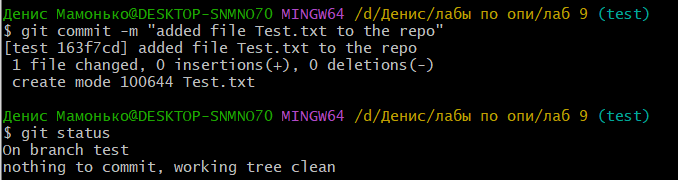 Денис Мамонько@DESKTOP-SNMNO70 MINGW64 /d/Денис/лабы по опи/лаб 9 (test)
$ git commit -m "added file Test.txt to the repo"
[test 163f7cd] added file Test.txt to the repo
 1 file changed, 0 insertions(+), 0 deletions(-)
 create mode 100644 Test.txt
Денис Мамонько@DESKTOP-SNMNO70 MINGW64 /d/Денис/лабы по опи/лаб 9 (test)
$ git status
On branch test
nothing to commit, working tree clean